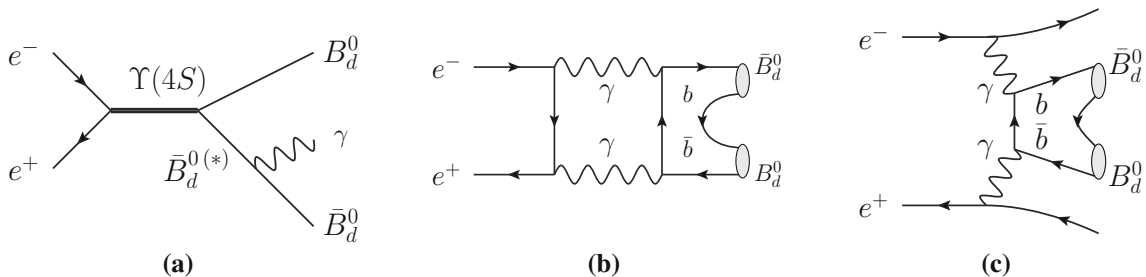 e⁻
e⁺
Υ(4S)
B_d^0
γ
B̄_d^{0(*)}
B̄_d^0
(a)
e⁻
e⁺
γ
γ
b
b̄
B̄_d^0
B_d^0
(b)
e⁻
e⁺
γ
γ
b
b̄
B̄_d^0
B_d^0
(c)